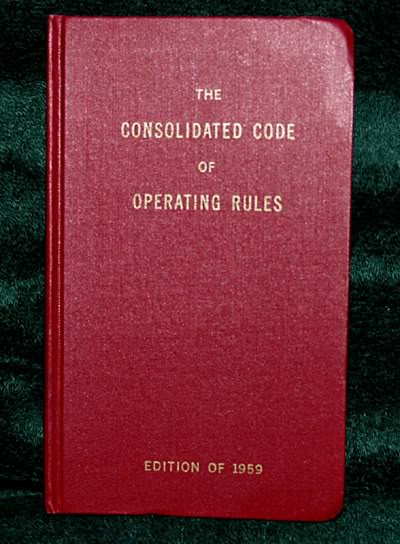 THE
CONSOLIDATED CODE
OF
OPERATING RULES
EDITION OF 1959